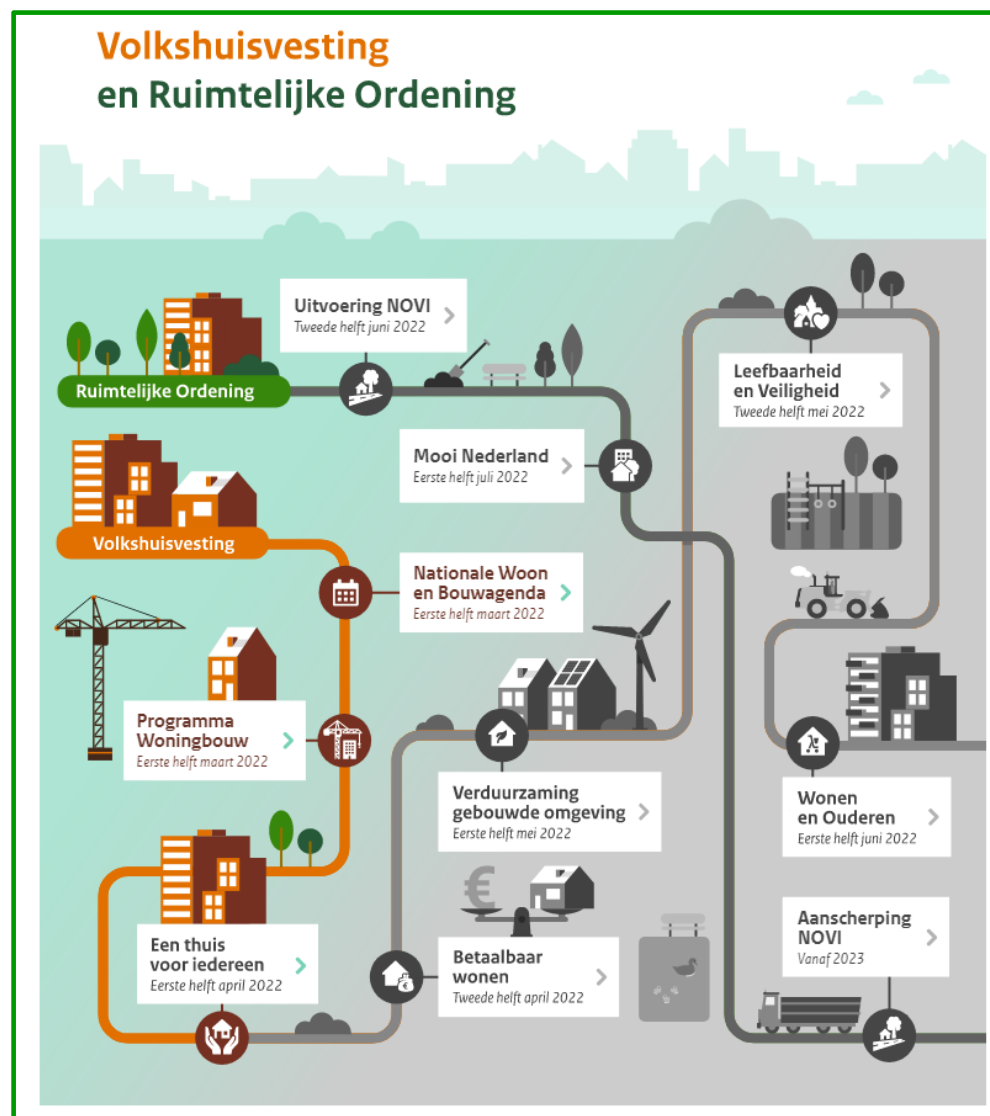 Volkshuisvesting
en Ruimtelijke Ordening
Uitvoering NOVI
Tweede helft juni 2022
Ruimtelijke Ordening
Leefbaarheid
en Veiligheid
Tweede helft mei 2022
Mooi Nederland
Eerste helft juli 2022
Volkshuisvesting
Nationale Woon
en Bouwagenda
Eerste helft maart 2022
Programma
Woningbouw
Eerste helft maart 2022
Verduurzaming
gebouwde omgeving
Eerste helft mei 2022
Wonen
en Ouderen
Eerste helft juni 2022
€
Een thuis
voor iedereen
Eerste helft april 2022
Betaalbaar
wonen
Tweede helft april 2022
Aanscherping
NOVI
Vanaf 2023